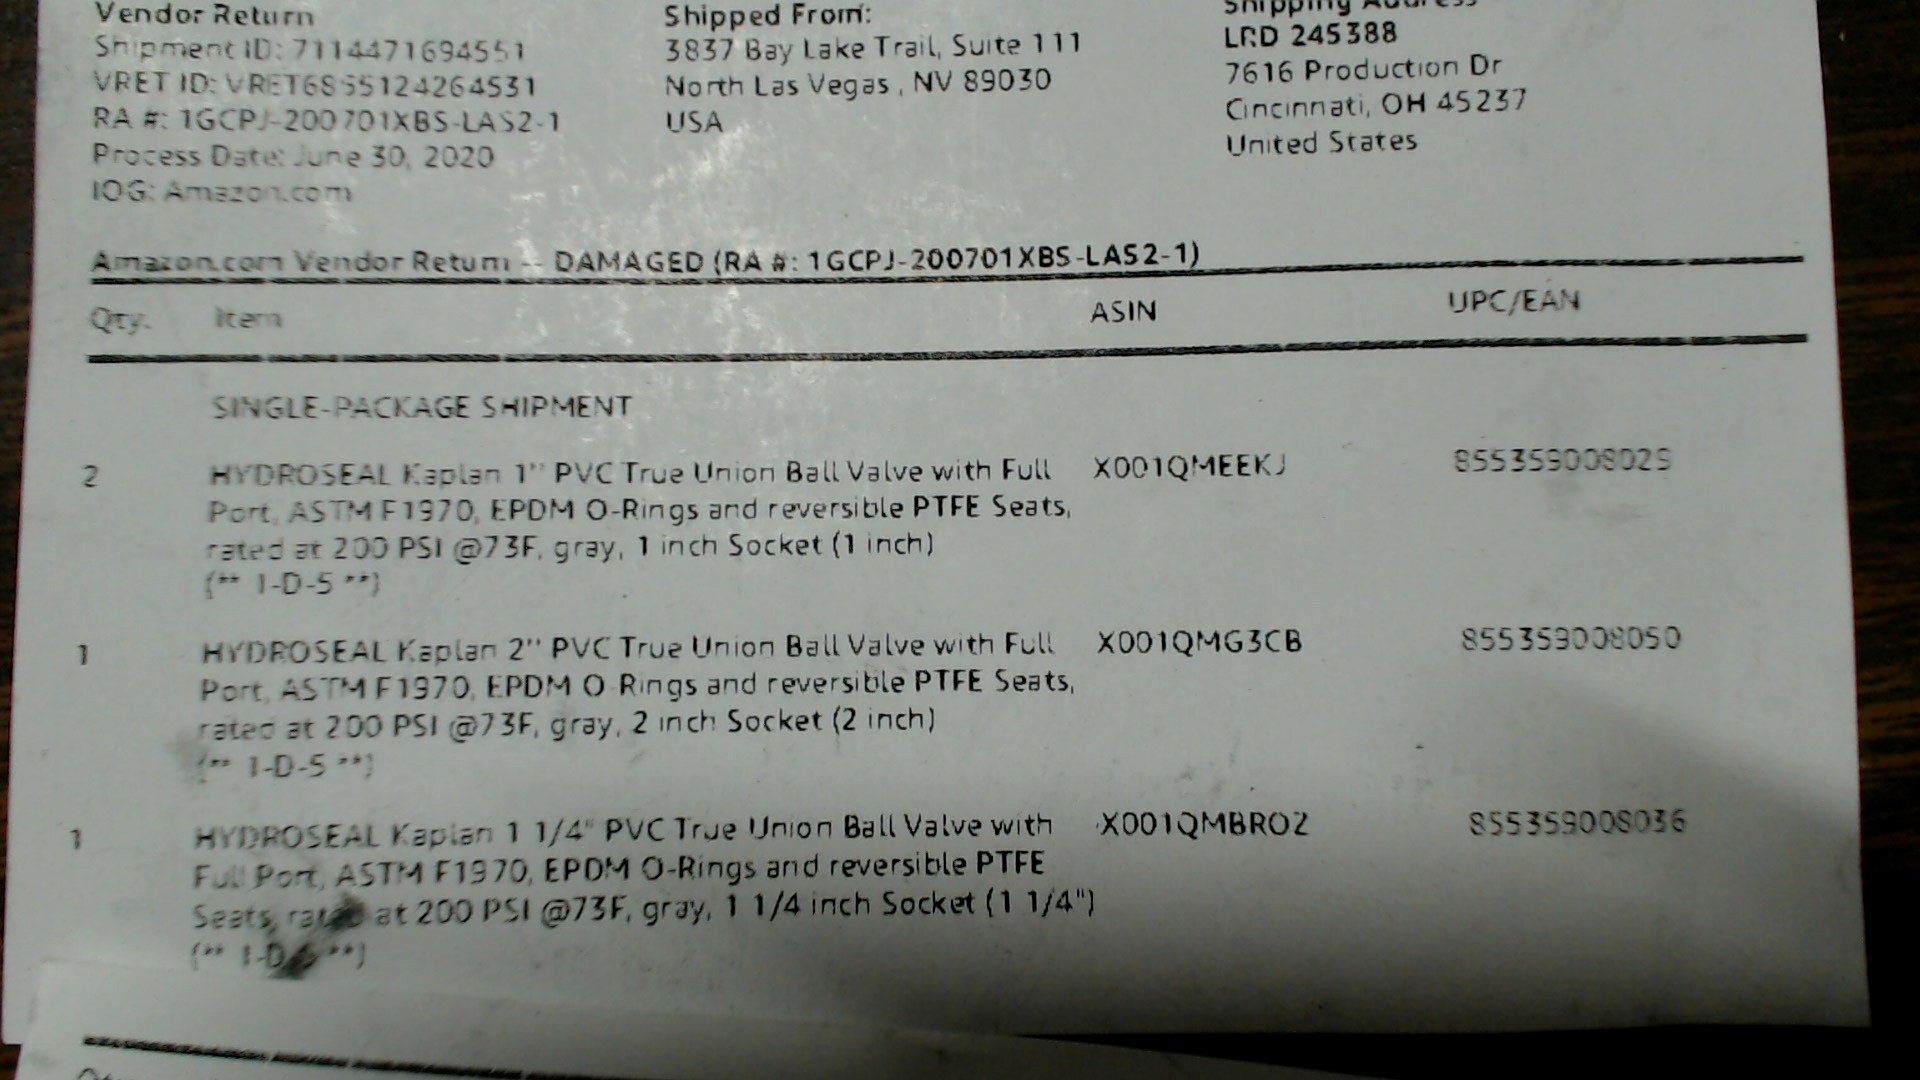 Vendor Return
Shipment ID: 7114471694551
VRET ID: VRET6855124264531
RA #: 1GCPJ-200701XBS-LAS2-1
Process Date: June 30, 2020
IOG: Amazon.com
Shipped From:
3837 Bay Lake Trail, Suite 111
North Las Vegas , NV 89030
USA
Shipping Address
LRD 245388
7616 Production Dr
Cincinnati, OH 45237
United States
Amazon.com Vendor Return -- DAMAGED (RA #: 1GCPJ-200701XBS-LAS2-1)
Qty. Item ASIN UPC/EAN
SINGLE-PACKAGE SHIPMENT
2 HYDROSEAL Kaplan 1'' PVC True Union Ball Valve with Full X001QMEEKJ 855359008029
Port, ASTM F1970, EPDM O-Rings and reversible PTFE Seats,
rated at 200 PSI @73F, gray, 1 inch Socket (1 inch)
(** I-D-S **)
1 HYDROSEAL Kaplan 2'' PVC True Union Ball Valve with Full X001QMG3CB 855359008050
Port, ASTM F1970, EPDM O-Rings and reversible PTFE Seats,
rated at 200 PSI @73F, gray, 2 inch Socket (2 inch)
(** I-D-S **)
1 HYDROSEAL Kaplan 1 1/4" PVC True Union Ball Valve with X001QMBRO2 855359008036
Full Port, ASTM F1970, EPDM O-Rings and reversible PTFE
Seats, rated at 200 PSI @73F, gray, 1 1/4 inch Socket (1 1/4")
(** I-D-S **)